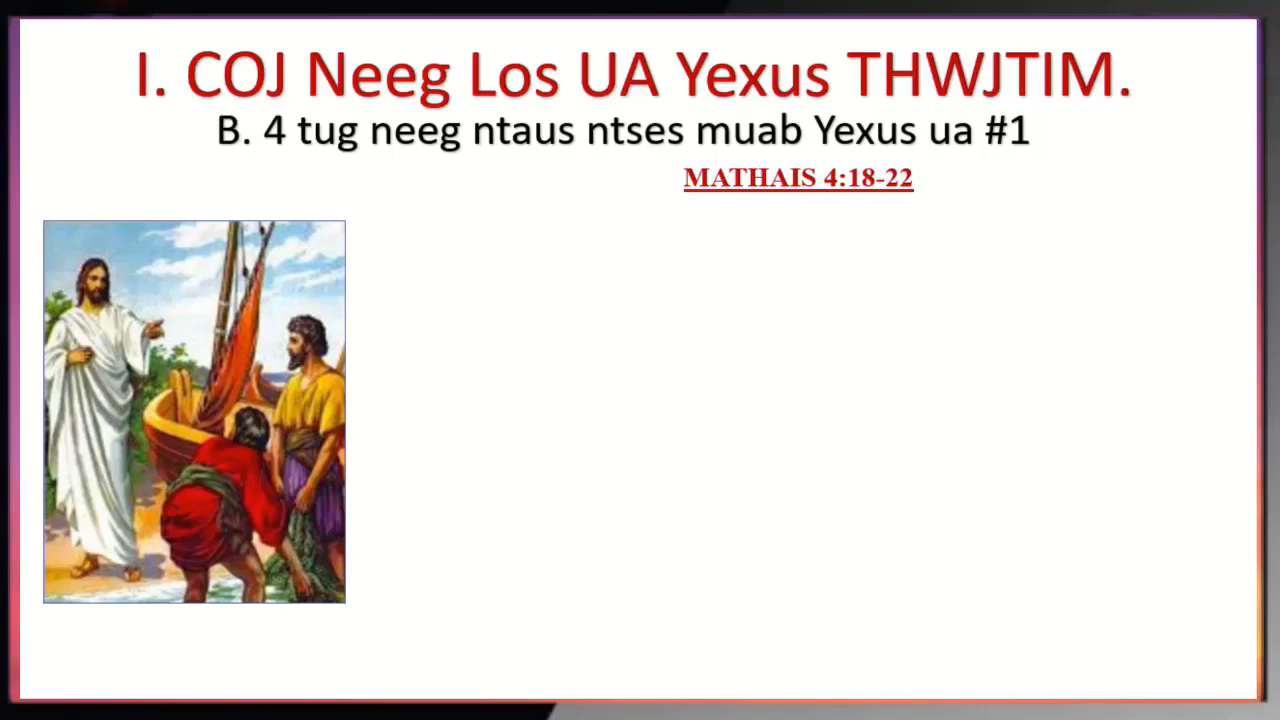 I. COJ Neeg Los UA Yexus THWJTIM.
B. 4 tug neeg ntaus ntses muab Yexus ua #1
MATHAIS 4:18-22